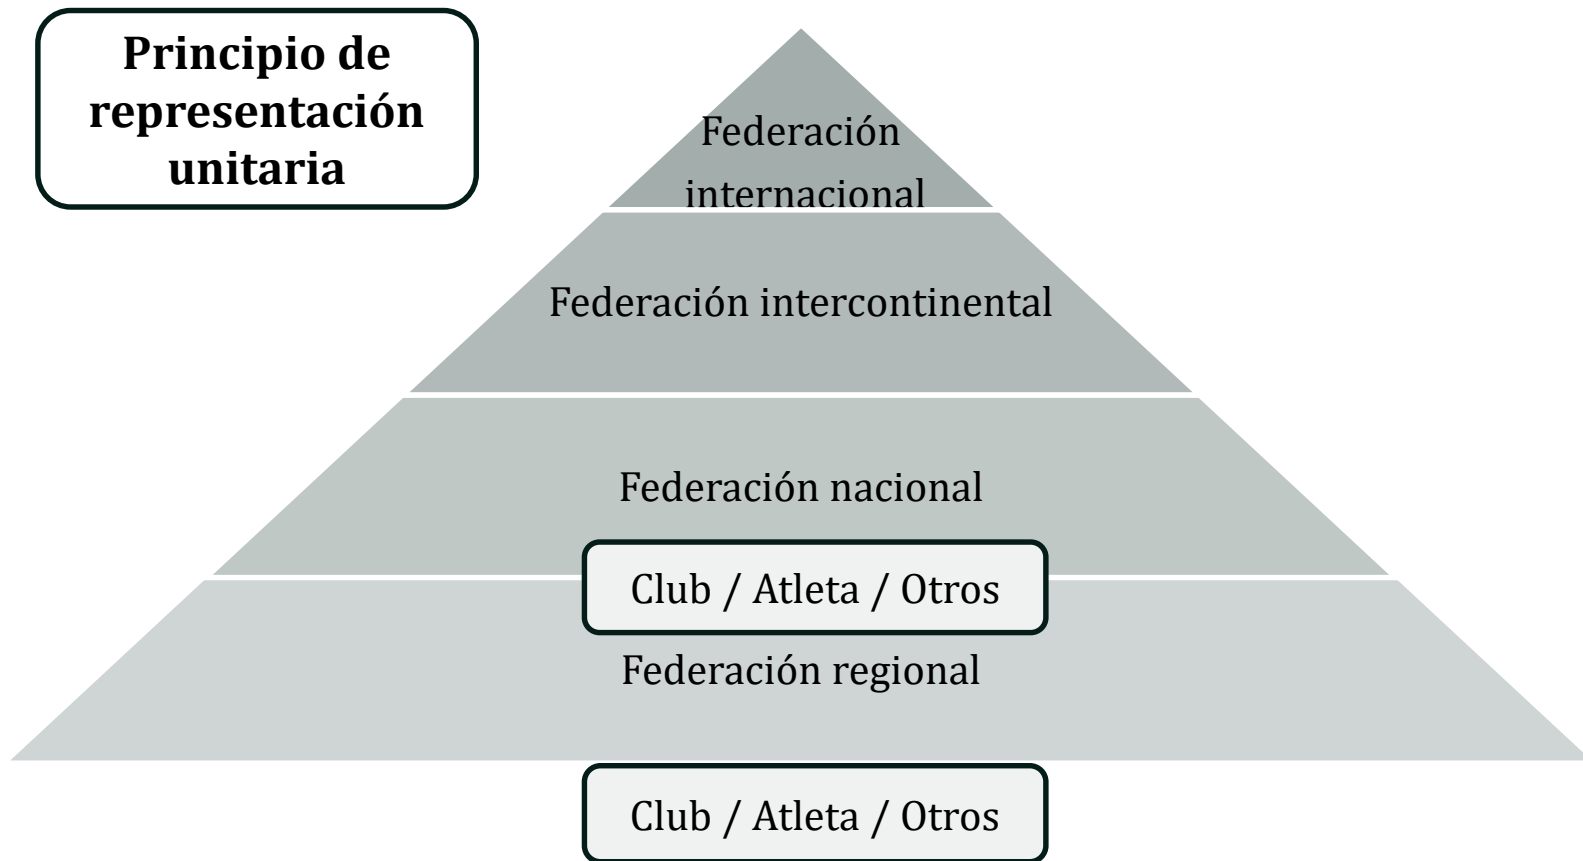 Principio de
representación
unitaria
Federación
internacional
Federación intercontinental
Federación nacional
Club / Atleta / Otros
Federación regional
Club / Atleta / Otros